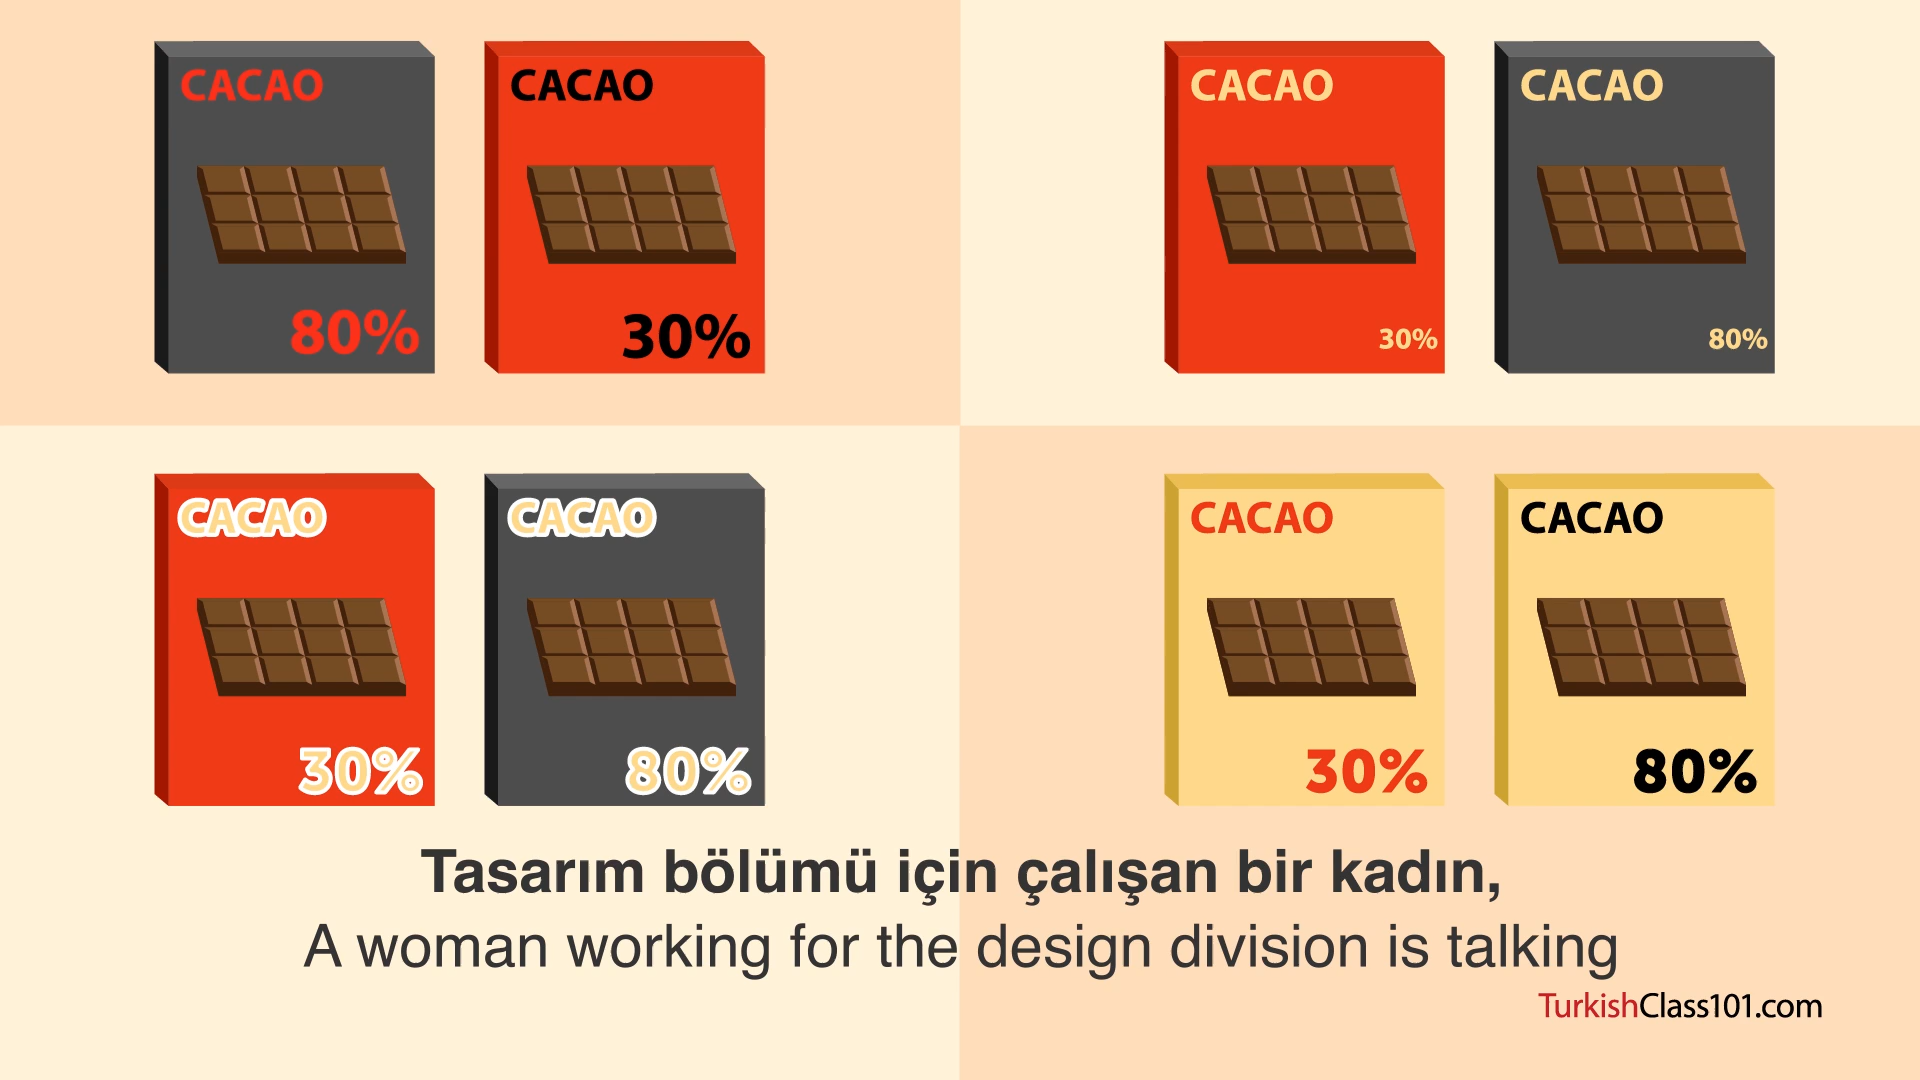 CACAO
80%
CACAO
30%
CACAO
30%
CACAO
80%
CACAO
30%
CACAO
80%
CACAO
30%
CACAO
80%
Tasarım bölümü için çalışan bir kadın,
A woman working for the design division is talking
TurkishClass101.com